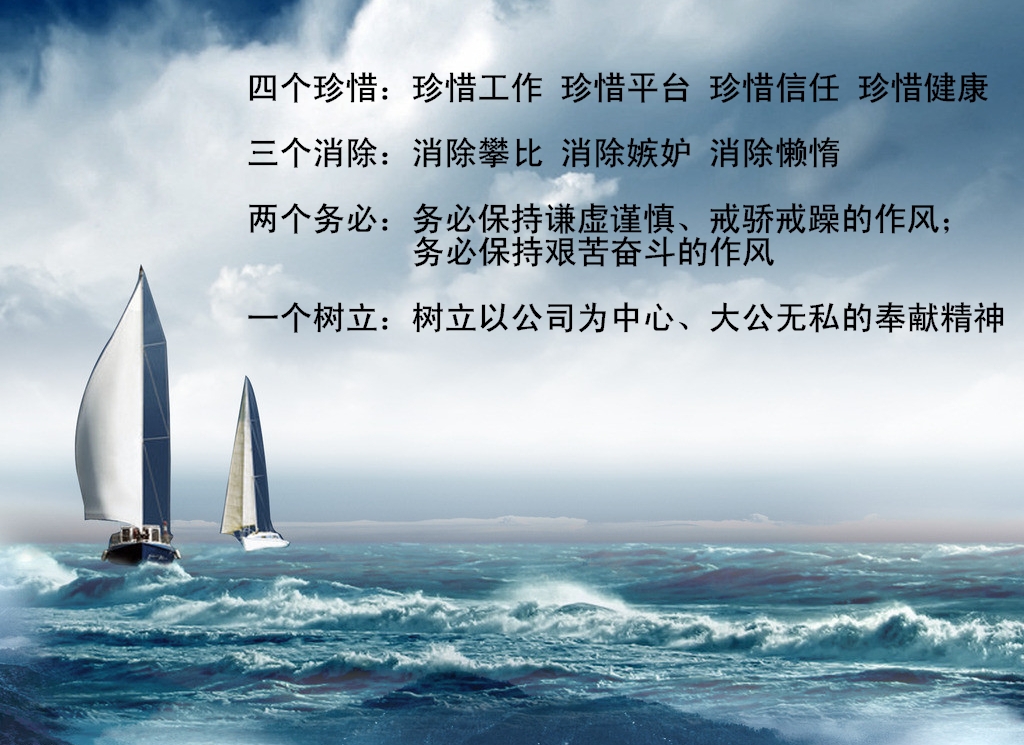 四个珍惜：珍惜工作 珍惜平台 珍惜信任 珍惜健康
三个消除：消除攀比 消除嫉妒 消除懒惰
两个务必：务必保持谦虚谨慎、戒骄戒躁的作风；
务必保持艰苦奋斗的作风
一个树立：树立以公司为中心、大公无私的奉献精神